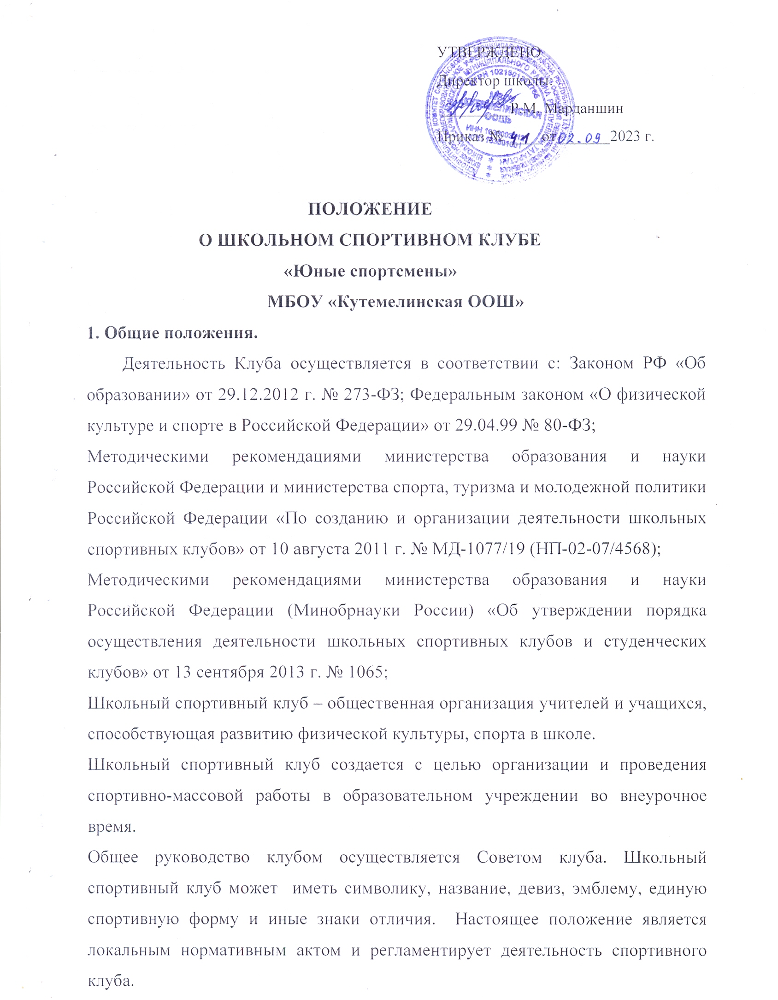 УТВЕРЖДЕНО
Директор школы:
Р.М. Марданшин
Приказ № 41 от 02.09 2023 г.
МБОУ
КУТЕМЕЛИНСКАЯ
ООШ
ПОЛОЖЕНИЕ
О ШКОЛЬНОМ СПОРТИВНОМ КЛУБЕ
«Юные спортсмены»
МБОУ «Кутемелинская ООШ»
1. Общие положения.
Деятельность Клуба осуществляется в соответствии с: Законом РФ «Об
образовании» от 29.12.2012 г. № 273-ФЗ; Федеральным законом «О физической
культуре и спорте в Российской Федерации» от 29.04.99 № 80-ФЗ;
Методическими рекомендациями министерства образования и науки
Российской Федерации и министерства спорта, туризма и молодежной политики
Российской Федерации «По созданию и организации деятельности школьных
спортивных клубов» от 10 августа 2011 г. № МД-1077/19 (НП-02-07/4568);
Методическими рекомендациями министерства образования и науки
Российской Федерации (Минобрнауки России) «Об утверждении порядка
осуществления деятельности школьных спортивных клубов и студенческих
клубов» от 13 сентября 2013 г. № 1065;
Школьный спортивный клуб – общественная организация учителей и учащихся,
способствующая развитию физической культуры, спорта в школе.
Школьный спортивный клуб создается с целью организации и проведения
спортивно-массовой работы в образовательном учреждении во внеурочное
время.
Общее руководство клубом осуществляется Советом клуба. Школьный
спортивный клуб может иметь символику, название, девиз, эмблему, единую
спортивную форму и иные знаки отличия. Настоящее положение является
локальным нормативным актом и регламентирует деятельность спортивного
клуба.